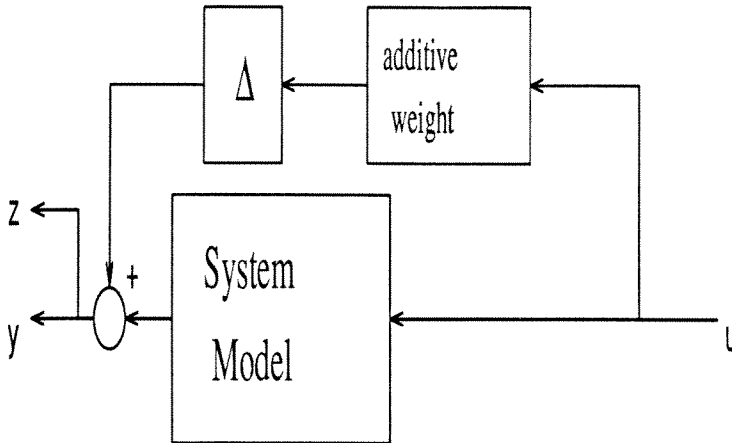 additive
Δ
weight
z
+
System
y
u
Model